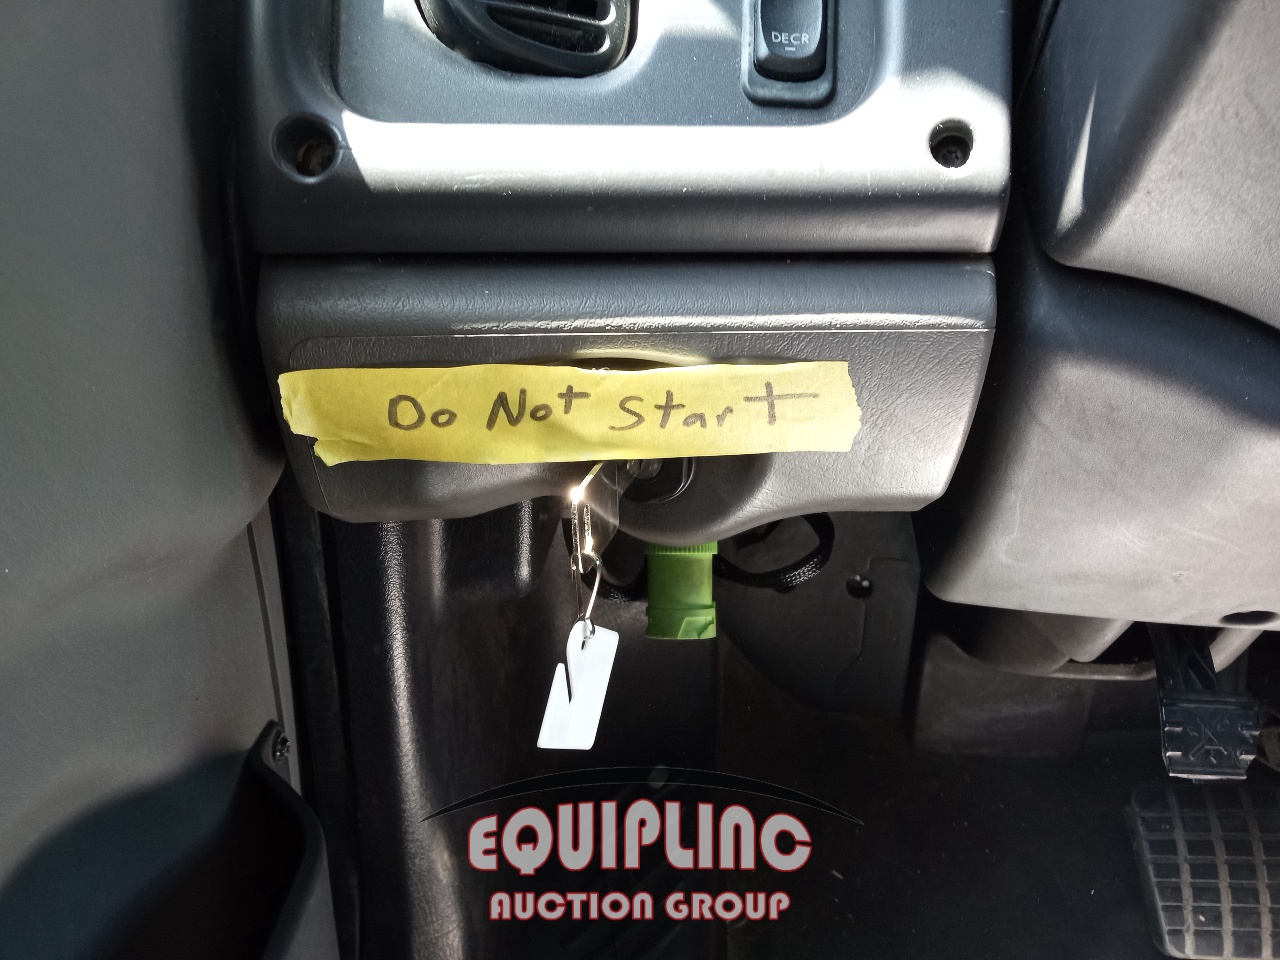 DECR
Do Not Start
EQUIPLINC
AUCTION GROUP